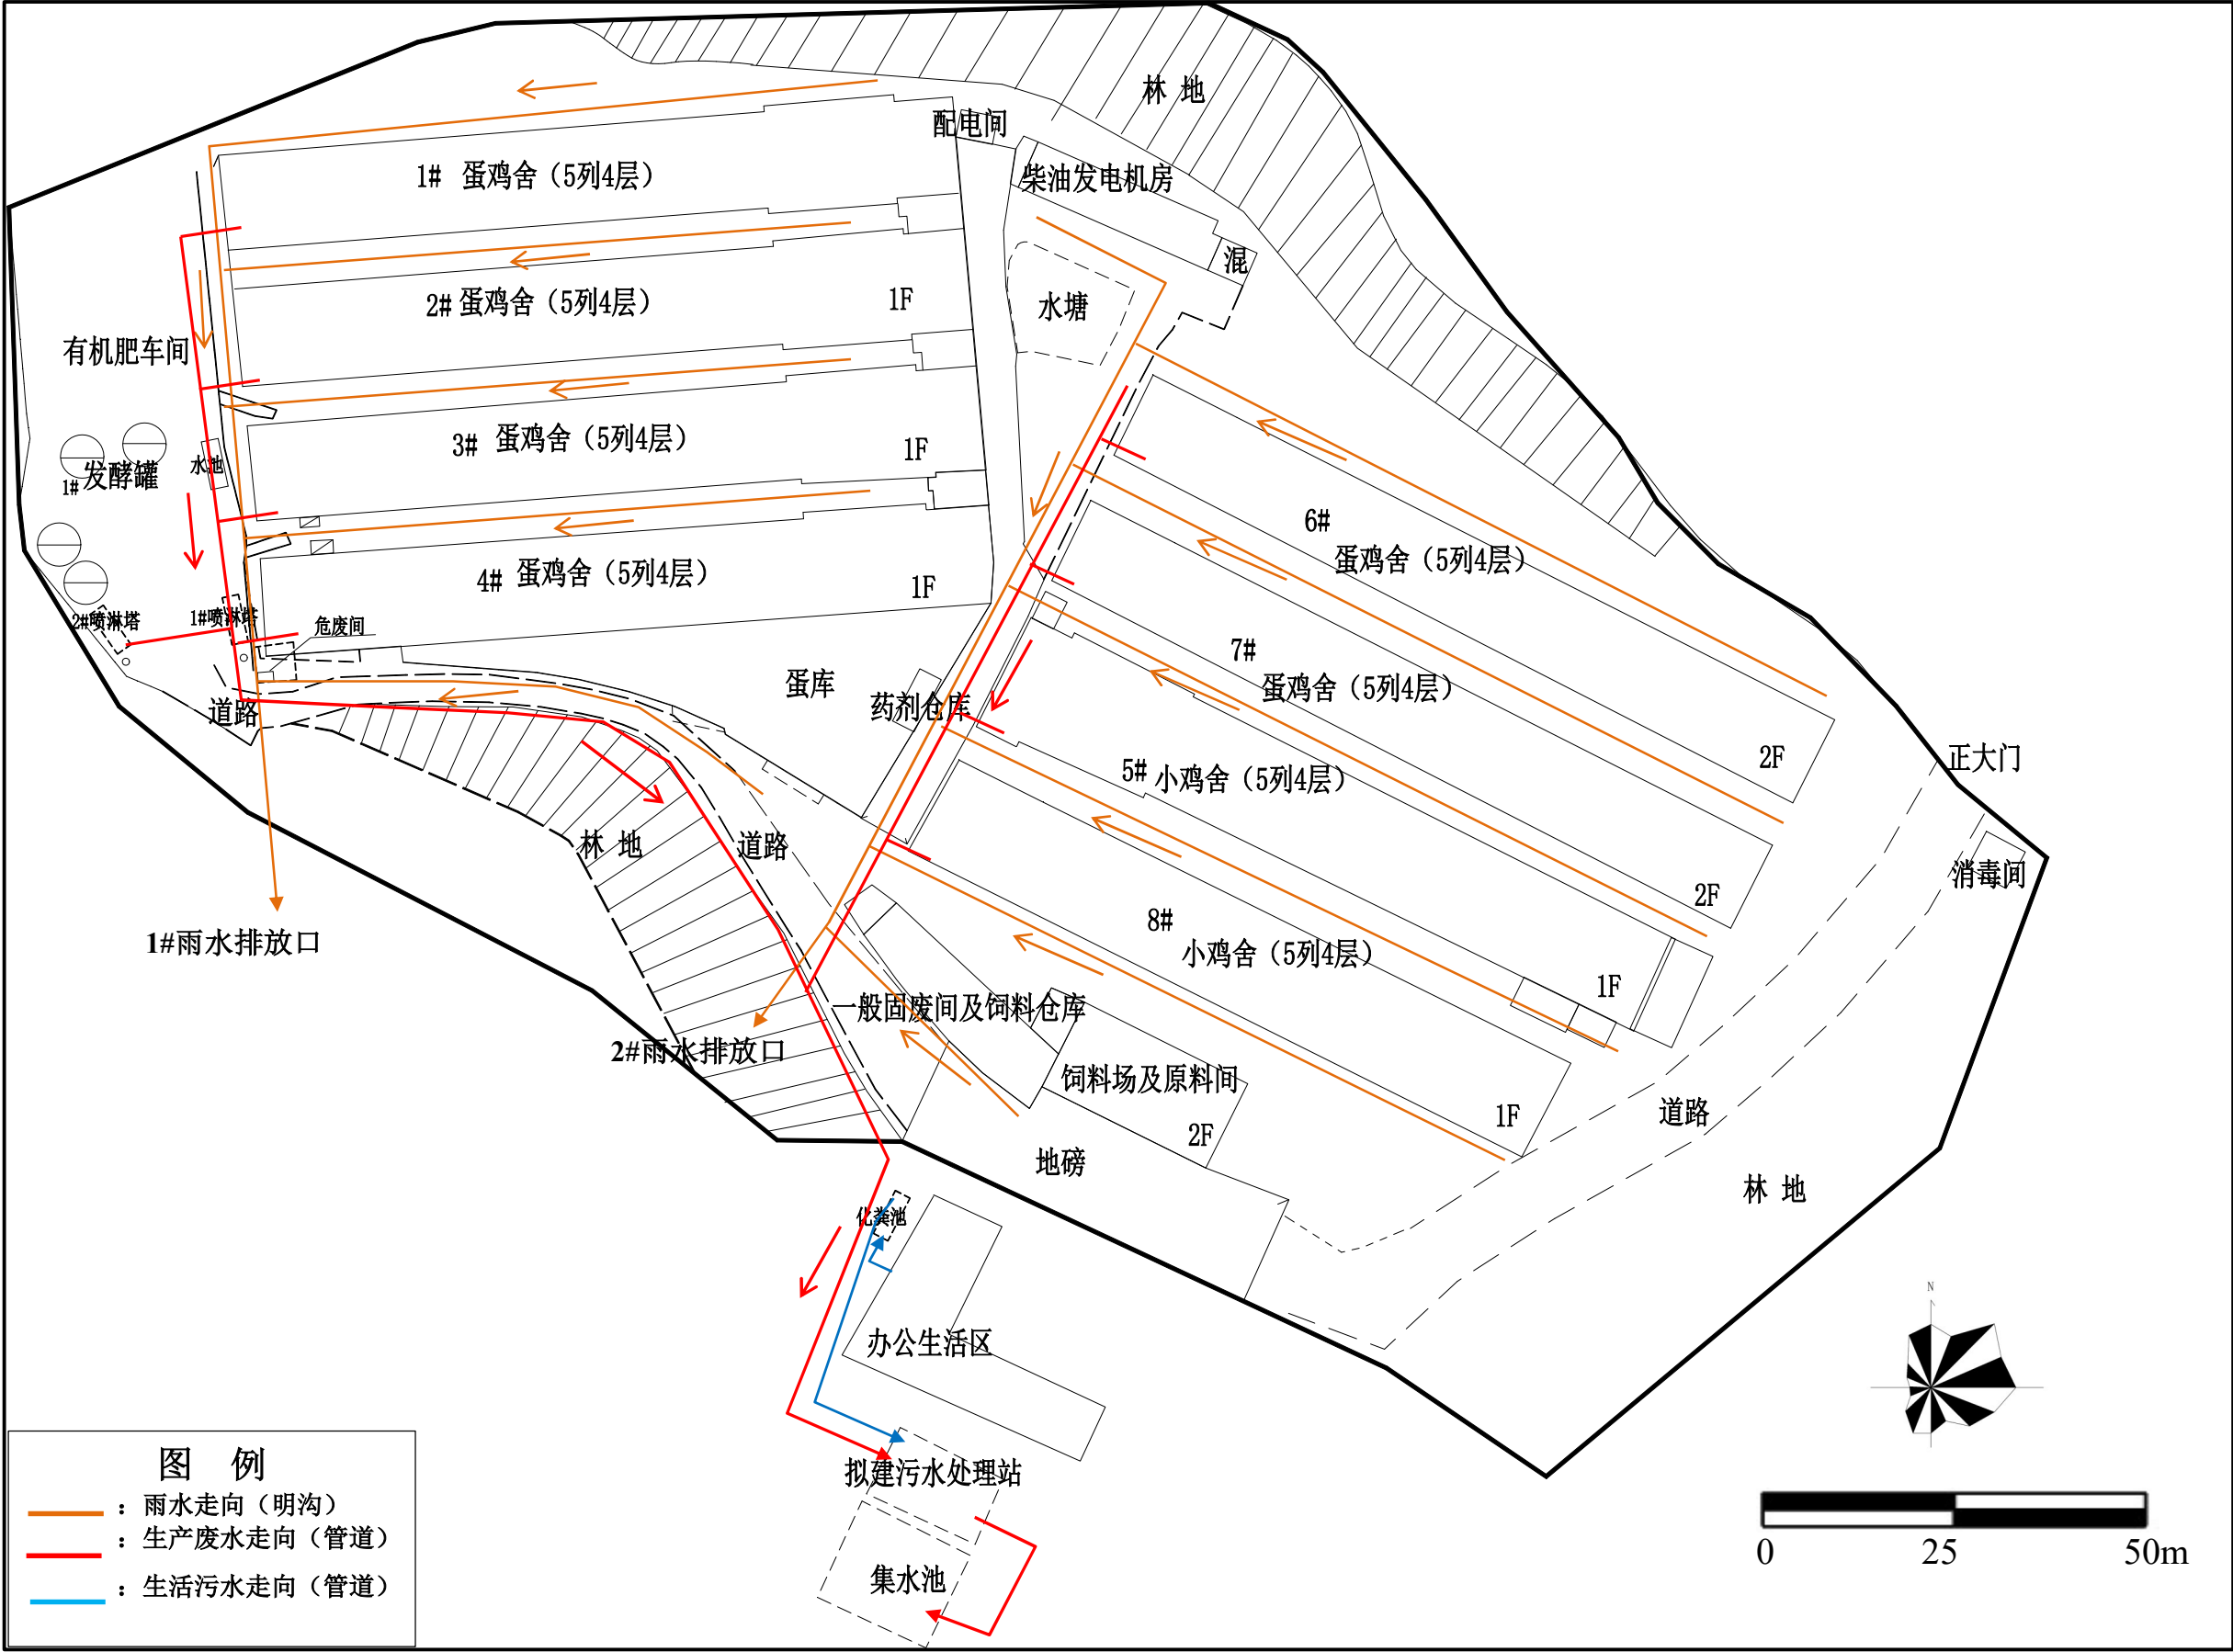 林 地
配电间
1# 蛋鸡舍（5列4层）
柴油发电机房
混
2# 蛋鸡舍（5列4层）
1F
水塘
有机肥车间
3# 蛋鸡舍（5列4层）
1F
1# 发酵罐
水池
6#
蛋鸡舍（5列4层）
2F
4# 蛋鸡舍（5列4层）
1F
2#喷淋塔
1#喷淋塔
危废间
7#
蛋鸡舍（5列4层）
2F
蛋库
药剂仓库
道路
5# 小鸡舍（5列4层）
1F
正大门
林 地
道路
消毒间
8#
小鸡舍（5列4层）
1F
1#雨水排放口
一般固废间及饲料仓库
2#雨水排放口
饲料场及原料间
2F
道路
地磅
林 地
化粪池
办公生活区
N
拟建污水处理站
集水池
图 例
：雨水走向（明沟）
：生产废水走向（管道）
：生活污水走向（管道）
0 25 50m